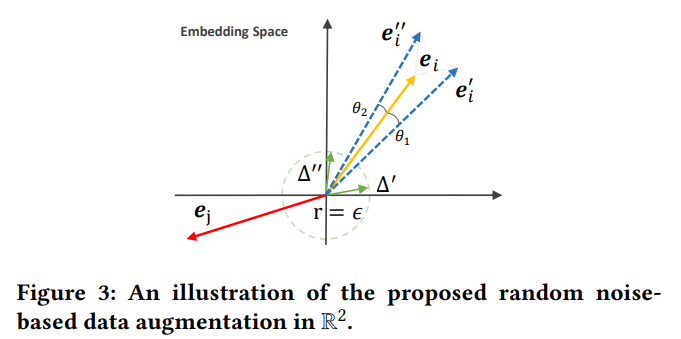 Embedding Space
e''ᵢ
eᵢ
e'ᵢ
θ₂
θ₁
Δ''
Δ'
eⱼ
r = ϵ
Figure 3: An illustration of the proposed random noise-
based data augmentation in ℝ².